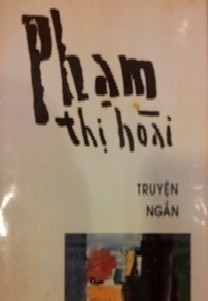 Phạm
thị hoài
TRUYỆN
NGẮN